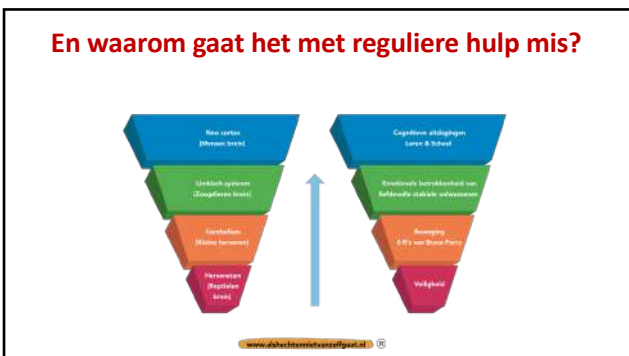 En waarom gaat het met reguliere hulp mis?
Neo cortex
(Mensen brein)
Limbisch systeem
(Zoogdieren brein)
Cerebellum
(Kleine hersenen)
Hersenstam
(Reptielen
brein)
Cognitieve uitdagingen
Leren & School
Emotionele betrokkenheid van
liefdevolle stabiele volwassenen
Beweging
6 R's van Bruce Perry
Veiligheid
www.alshechtennietvanzelfgaat.nl ®